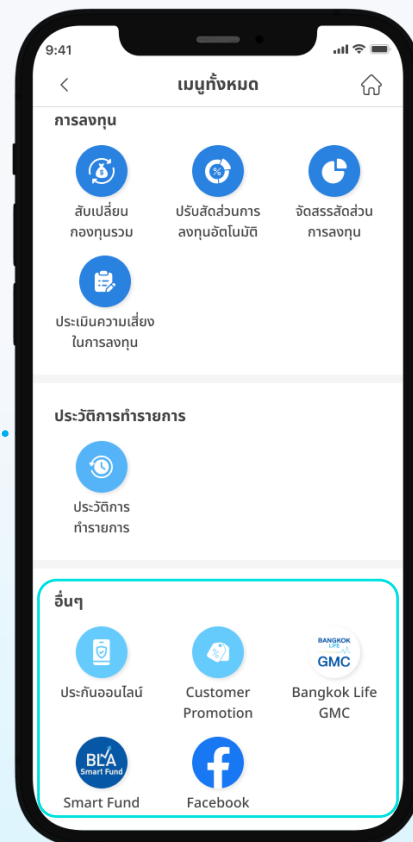 9:41
เมนูทั้งหมด
การลงทุน
สับเปลี่ยน
กองทุนรวม
ปรับสัดส่วนการ
ลงทุนอัตโนมัติ
จัดสรรสัดส่วน
การลงทุน
ประเมินความเสี่ยง
ในการลงทุน
ประวัติการทำรายการ
ประวัติการ
ทำรายการ
อื่นๆ
BANGKOK
LIFE
GMC
ประกันออนไลน์
Customer
Promotion
Bangkok Life
GMC
BLA
Smart Fund
Smart Fund
Facebook